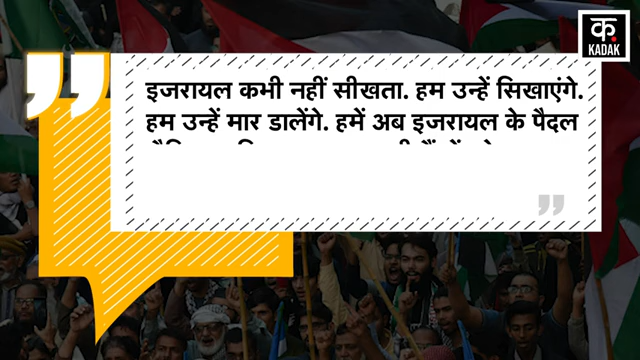 क
KADAK
इजरायल कभी नहीं सीखता. हम उन्हें सिखाएंगे.
हम उन्हें मार डालेंगे. हमें अब इजरायल के पैदल